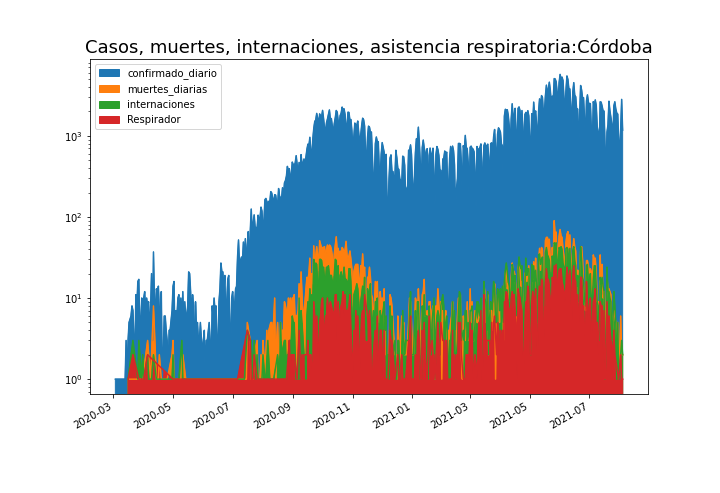 Casos, muertes, internaciones, asistencia respiratoria:Córdoba
confirmado_diario
muertes_diarias
internaciones
Respirador
10³
10²
10¹
10⁰
2020-03
2020-05
2020-07
2020-09
2020-11
2021-01
2021-03
2021-05
2021-07